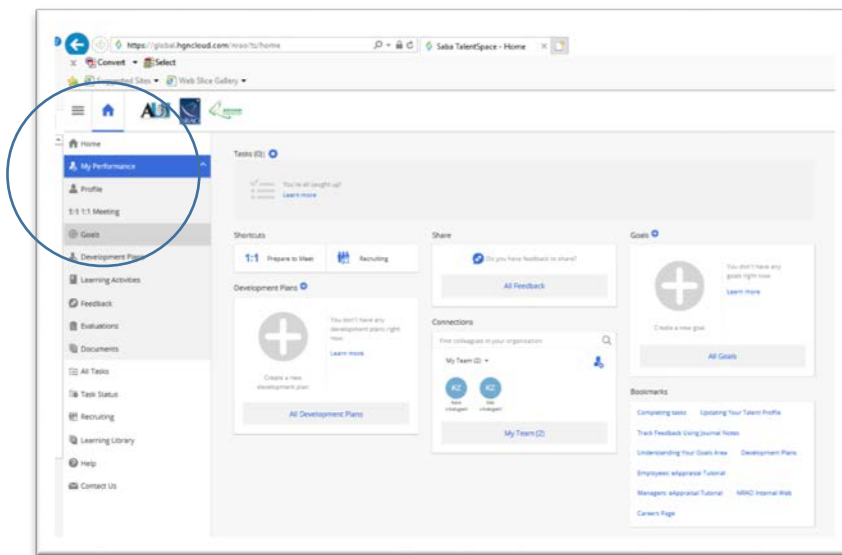 https://global.hgncloud.com/nrao/ts/home
Saba TalentSpace - Home
x Convert Select
Suggested Sites Web Slice Gallery
AUI
Home
My Performance
Profile
1:1 1:1 Meeting
Goals
Development Plans
Learning Activities
Feedback
Evaluations
Documents
All Tasks
Task Status
Recruiting
Learning Library
Help
Contact Us
Tasks (0)
You're all caught up!
Learn more
Shortcuts
1:1 Prepare to Meet
Recruiting
Development Plans
You don't have any
development plans right
now.
Learn more
Create a new
development plan
All Development Plans
Share
Do you have feedback to share?
All Feedback
Connections
Find colleagues in your organization
My Team (2)
KZ KZ
My Team (2)
Goals
You don't have any
goals right now.
Learn more
Create a new goal
All Goals
Bookmarks
Completing tasks Updating Your Talent Profile
Track Feedback Using Journal Notes
Understanding Your Goals Area Development Plans
Employees: eAppraisal Tutorial
Managers: eAppraisal Tutorial NRAO Internal Web
Careers Page